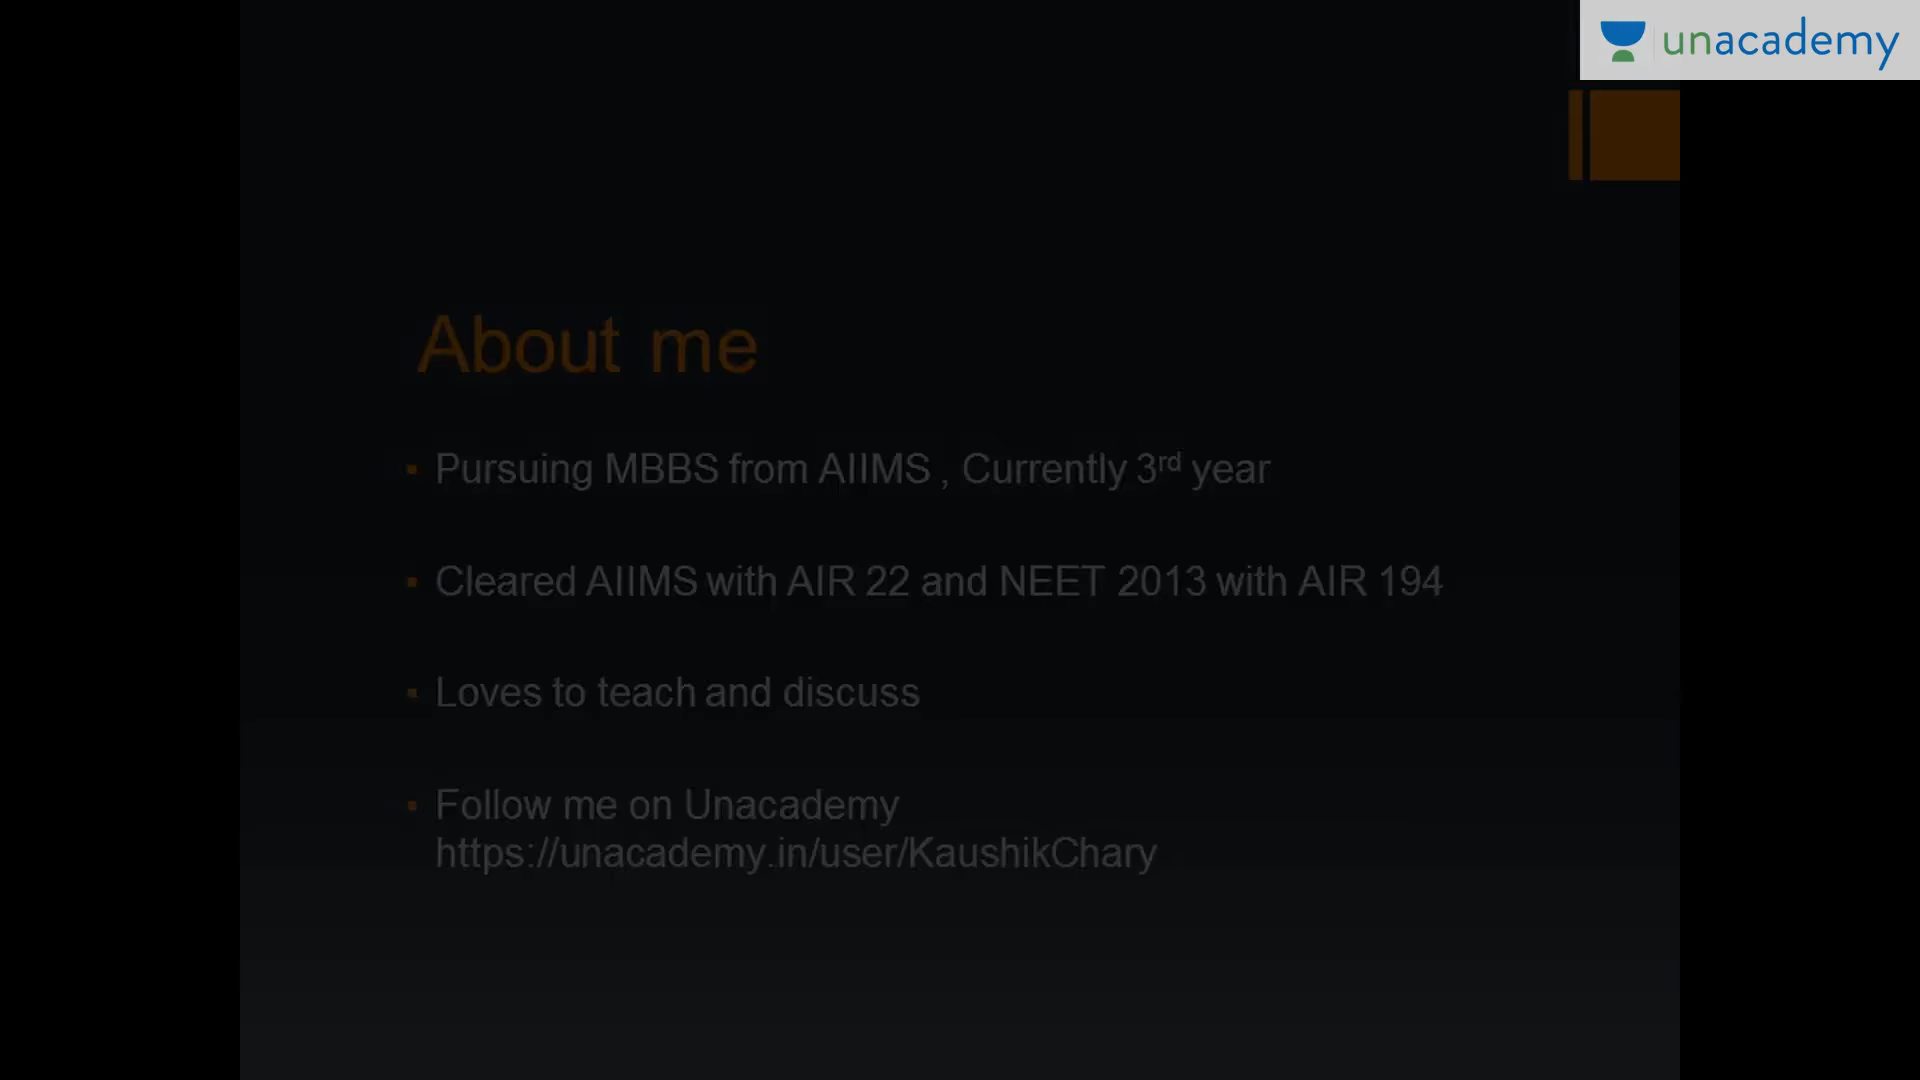 unacademy
About me
▪ Pursuing MBBS from AIIMS , Currently 3rd year
▪ Cleared AIIMS with AIR 22 and NEET 2013 with AIR 194
▪ Loves to teach and discuss
▪ Follow me on Unacademy
https://unacademy.in/user/KaushikChary